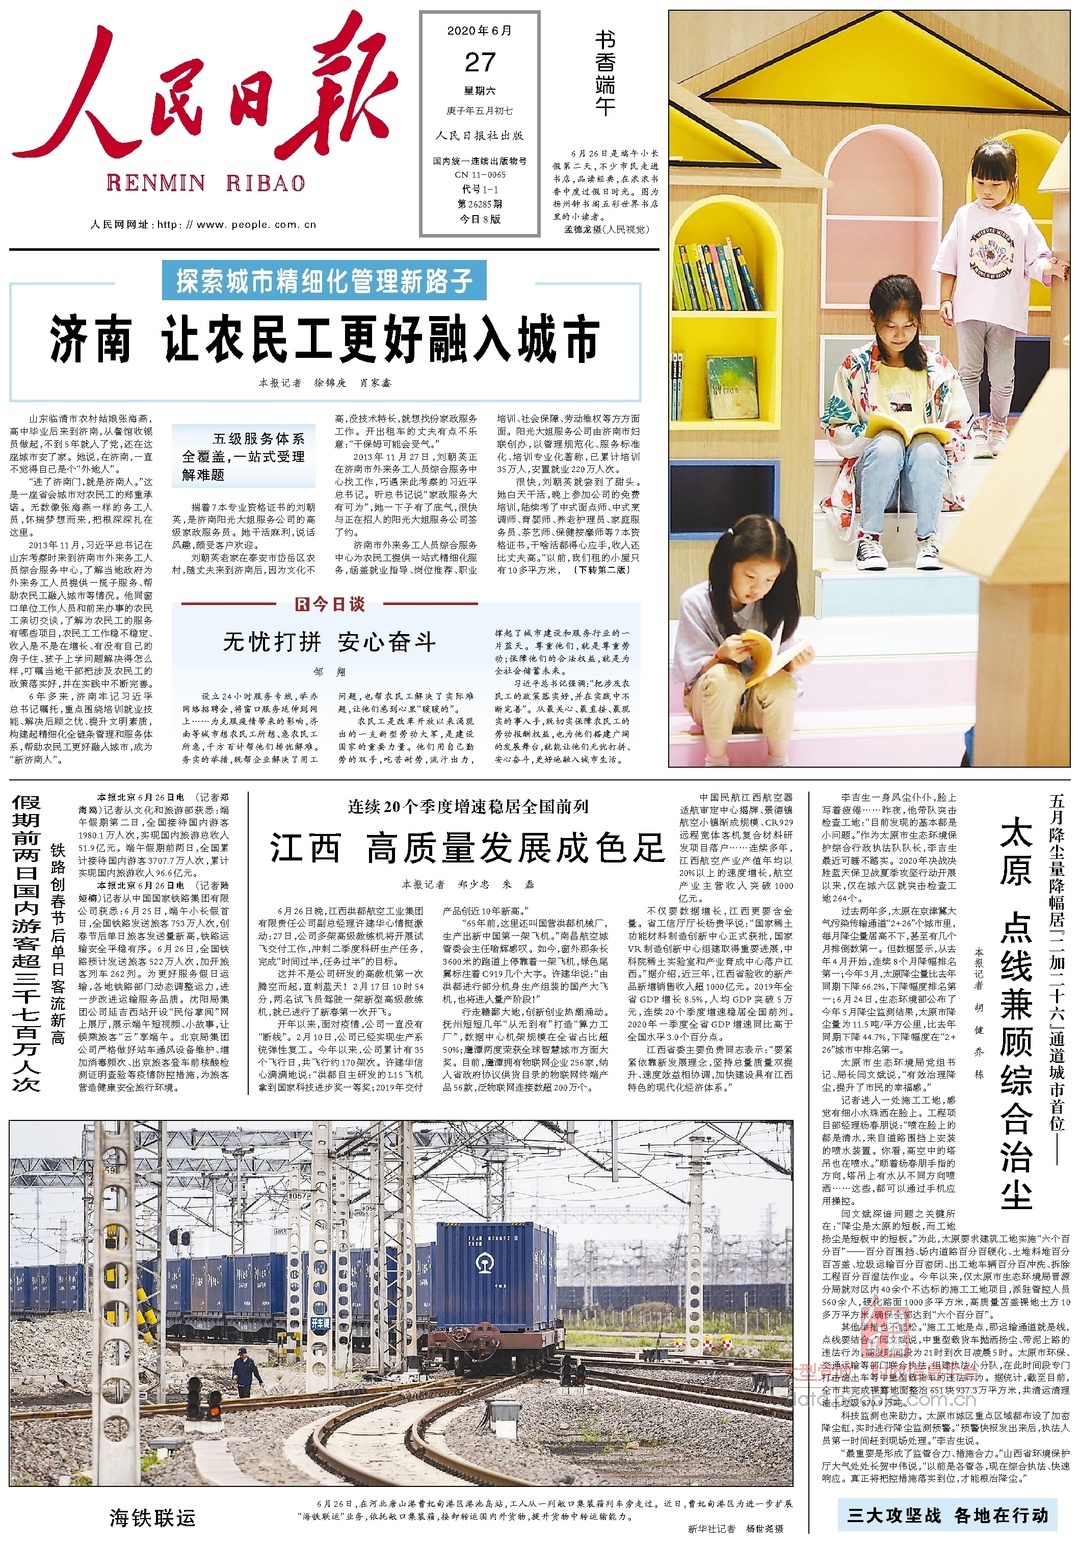 人民日报
RENMIN RIBAO
人民网网址:http://www.people.com.cn
2020年6月
27
星期六
庚子年五月初七
人民日报社出版
国内统一连续出版物号
CN 11-0065
代号1-1
第26285期
今日8版
书香端午
6月26日是端午小长
假第二天,不少市民走进
书店,品读经典,在浓浓书
香中度过假日时光。图为
扬州钟书阁五彩世界书店
里的小读者。
孟德龙摄(人民视觉)
探索城市精细化管理新路子
济南 让农民工更好融入城市
本报记者 徐锦庚 肖家鑫
山东临清市农村姑娘张海燕,
高中毕业后来到济南,从餐馆收银
员做起,不到5年就入了党,还在这
座城市安了家。她说,在济南,一直
不觉得自己是个“外地人”。
“进了济南门,就是济南人。”这
是一座省会城市对农民工的郑重承
诺。无数像张海燕一样的务工人
员,怀揣梦想而来,把根深深扎在
这里。
2013年11月,习近平总书记在
山东考察时来到济南市外来务工人
员综合服务中心,了解当地政府为
外来务工人员提供一揽子服务、帮
助农民工融入城市等情况。他同窗
口单位工作人员和前来办事的农民
工亲切交谈,了解为农民工的服务
有哪些项目,农民工工作稳不稳定、
收入是不是在增长、有没有自己的
房子住、孩子上学问题解决得怎么
样,叮嘱当地干部把涉及农民工的
政策落实好,并在实践中不断完善。
6年多来,济南牢记习近平
总书记嘱托,重点围绕培训就业技
能、解决后顾之忧、提升文明素质,
构建起精细化全链条管理和服务体
系,帮助农民工更好融入城市,成为
“新济南人”。
五级服务体系
全覆盖,一站式受理
解难题
揣着7本专业资格证书的刘朝
英,是济南阳光大姐服务公司的高
级家政服务员。她干活麻利,说话
风趣,颇受客户欢迎。
刘朝英老家在泰安市岱岳区农
村,随丈夫来到济南后,因为文化不
高,没技术特长,就想找份家政服务
工作。开出租车的丈夫有点不乐
意:“干保姆可能会受气。”
2013年11月27日,刘朝英正
在济南市外来务工人员综合服务中
心找工作,巧遇来此考察的习近平
总书记。听总书记说“家政服务大
有可为”,她一下子有了底气,很快
与正在招人的阳光大姐服务公司签
了约。
济南市外来务工人员综合服务
中心为农民工提供一站式精细化服
务,涵盖就业指导、岗位推荐、职业
培训、社会保障、劳动维权等方方面
面。阳光大姐服务公司由济南市妇
联创办,以管理规范化、服务标准
化、培训专业化著称,已累计培训
35万人,安置就业220万人次。
很快,刘朝英就尝到了甜头。
她白天干活,晚上参加公司的免费
培训,陆续考了中式面点师、中式烹
调师、育婴师、养老护理员、家庭服
务员、茶艺师、保健按摩师等7本资
格证书,干啥活都得心应手,收入还
比丈夫高。“以前,我们租的小屋只
有10多平方米, (下转第二版)
R今日谈
无忧打拼 安心奋斗
邹 翔
设立24小时服务专班,举办
网络招聘会,将窗口服务延伸到网
上……为克服疫情带来的影响,济
南等城市想农民工所想、急农民工
所急,千方百计帮他们排忧解难。
务实的举措,既帮企业解决了用工
问题,也帮农民工解决了实际难
题,让他们感到心里“暖暖的”。
农民工是改革开放以来涌现
出的一支新型劳动大军,是建设
国家的重要力量。他们用自己勤
劳的双手,吃苦耐劳,流汗出力,
撑起了城市建设和服务行业的一
片蓝天。尊重他们,就是尊重劳
动;保障他们的合法权益,就是为
全社会储蓄未来。
习近平总书记强调:“把涉及农
民工的政策落实好,并在实践中不
断完善”。从最关心、最直接、最现
实的事入手,既切实保障农民工的
劳动报酬权益,也为他们搭建广阔
的发展舞台,就能让他们无忧打拼、
安心奋斗,更好地融入城市生活。
假期前两日国内游客超三千七百万人次
铁路创春节后单日客流新高
本报北京6月26日电 (记者郑
海鸥)记者从文化和旅游部获悉:端
午假期第二日,全国接待国内游客
1980.1万人次,实现国内旅游总收入
51.9亿元。端午假期前两日,全国累
计接待国内游客3707.7万人次,累计
实现国内旅游收入96.6亿元。
本报北京6月26日电 (记者陆
娅楠)记者从中国国家铁路集团有限
公司获悉:6月25日,端午小长假首
日,全国铁路发送旅客753万人次,创
春节后单日旅客发送量新高,铁路运
输安全平稳有序。6月26日,全国铁
路预计发送旅客522万人次,加开旅
客列车262列。为更好服务假日运
输,各地铁路部门动态调整运力,进
一步改进运输服务品质。沈阳局集
团公司延吉西站开设“民俗掌间”网
上展厅,展示端午短视频、小故事,让
候乘旅客“云”享端午。北京局集团
公司严格做好站车通风设备维护、增
加消毒频次、出京旅客登车前核酸检
测证明查验等疫情防控措施,为旅客
营造健康安全旅行环境。
连续20个季度增速稳居全国前列
江西 高质量发展成色足
本报记者 郑少忠 朱 磊
6月26日晚,江西洪都航空工业集团
有限责任公司副总经理许建华心情挺激
动:27日,公司多架高级教练机将开展试
飞交付工作,冲刺二季度科研生产任务,
完成“时间过半,任务过半”的目标。
这并不是公司研发的高教机第一次
腾空而起,直刺蓝天!2月17日10时54
分,两名试飞员驾驶一架新型高级教练
机,就已进行了新春第一次开飞。
开年以来,面对疫情,公司一直没有
“断线”。2月10日,公司已经实现生产系
统弹性复工。今年以来,公司累计有35
个飞行日,共飞行约170架次。许建华信
心满满地说:“洪都自主研发的L15飞机
拿到国家科技进步奖一等奖;2019年交付
产品创近10年新高。”
“65年前,这里还叫国营洪都机械厂,
生产出新中国第一架飞机。”南昌航空城
管委会主任喻辉感叹。如今,窗外那条长
3600米的跑道上停靠着一架飞机,绿色尾
翼标注着C919几个大字。许建华说:“由
洪都进行部分机身生产组装的国产大飞
机,也将进入量产阶段!”
行走赣鄱大地,创新创业热潮涌动。
抚州短短几年“从无到有”打造“算力工
厂”,数据中心机架规模在全省占比超
50%;鹰潭两度荣获全球智慧城市方面大
奖。目前,鹰潭拥有物联网企业256家,纳
入省政府协议供货目录的物联网终端产
品56款,泛物联网连接数超200万个。
中国民航江西航空器
适航审定中心揭牌、景德镇
航空小镇渐成规模、CR929
远程宽体客机复合材料研
发项目落户……连续多年,
江西航空产业产值年均以
20%以上的速度增长,航空
产业主营收入突破1000
亿元。
不仅要数据增长,江西更要含金
量。省工信厅厅长杨贵平说:“国家稀土
功能材料制造创新中心正式获批,国家
VR制造创新中心组建取得重要进展,中
科院稀土实验室和产业育成中心落户江
西。”据介绍,近三年,江西省验收的新产
品新增销售收入超1000亿元。2019年全
省GDP增长8.5%,人均GDP突破5万
元,连续20个季度增速稳居全国前列。
2020年一季度全省GDP增速同比高于
全国水平3.0个百分点。
江西省委主要负责同志表示:“要紧
紧依靠新发展理念,坚持总量质量双提
升、速度效益相协调,加快建设具有江西
特色的现代化经济体系。”
五月降尘量降幅居『二加二十六』通道城市首位——
太原 点线兼顾综合治尘
本报记者 胡 健 乔 栋
李吉生一身风尘仆仆,脸上
写着疲倦……昨夜,他带队突击
检查工地:“目前发现的基本都是
小问题。”作为太原市生态环境保
护综合行政执法队队长,李吉生
最近可睡不踏实。2020年决战决
胜蓝天保卫战夏季攻坚行动开展
以来,仅在城六区就突击检查工
地264个。
过去两年多,太原在京津冀大
气污染传输通道“2+26”个城市里,
每月降尘量居高不下,甚至有几个
月排倒数第一。但数据显示,从去
年4月开始,连续8个月降幅排名
第一;今年3月,太原降尘量比去年
同期下降66.2%,下降幅度排名第
一;6月24日,生态环境部公布了
今年5月降尘监测结果,太原市降
尘量为11.5吨/平方公里,比去年
同期下降44.7%,下降幅度在“2+
26”城市中排名第一。
太原市生态环境局党组书
记、局长闫文斌说,“有效治理降
尘,提升了市民的幸福感。”
记者进入一处施工工地,感
觉有细小水珠洒在脸上。工程项
目部经理杨春朋说:“喷在脸上的
都是清水,来自道路围挡上安装
的喷水装置。你看,高空中的塔
吊也在喷水。”顺着杨春朋手指的
方向,塔吊上有水从不同方向喷
洒……这些,都可以通过手机应
用操控。
闫文斌深谙问题之关键所
在:“降尘是太原的短板,而工地
扬尘是短板中的短板。”为此,太原要求建筑工地实施“六个百
分百”——百分百围挡、场内道路百分百硬化、土堆料堆百分
百苫盖、垃圾运输百分百密闭、出工地车辆百分百冲洗、拆除
工程百分百湿法作业。今年以来,仅太原市生态环境局晋源
分局就对区内40余个不达标的施工工地项目,派驻管控人员
560余人,硬化路面1000多平方米,高质量苫盖裸地土方10
多万平方米,确保全部达到“六个百分百”。
其他举措也不放松。“施工工地是点,那运输通道就是线,
点线要结合。”闫文斌说,中重型载货车抛洒扬尘、带泥上路的
违法行为,高发时间段为21时到次日凌晨5时。太原市环保、
交通运输等部门联合执法,组建执法小分队,在此时间段专门
打击渣土车等中重型载货车的违法行为。据统计,截至目前,
全市共完成裸露地面整治651块937.3万平方米,共清运清理
渣土垃圾870.9万吨。
科技监测也来助力。太原市城区重点区域都布设了加密
降尘缸,实时进行降尘监测预警。“预警快报发出来后,执法人
员第一时间赶到现场处理。”李吉生说。
“最重要是形成了监管合力、措施合力。”山西省环境保护
厅大气处处长贺中伟说,“以前是各管各,现在综合执法、快速
响应。真正将把控措施落实到位,才能根治降尘。”
三大攻坚战 各地在行动
海铁联运
6月26日,在河北唐山港曹妃甸港区港池岛站,工人从一列敞口集装箱列车旁走过。近日,曹妃甸港区为进一步扩展
“海铁联运”业务,依托敞口集装箱,接卸转运国内外货物,提升货物中转运输能力。
新华社记者 杨世尧摄
data.people.com.cn